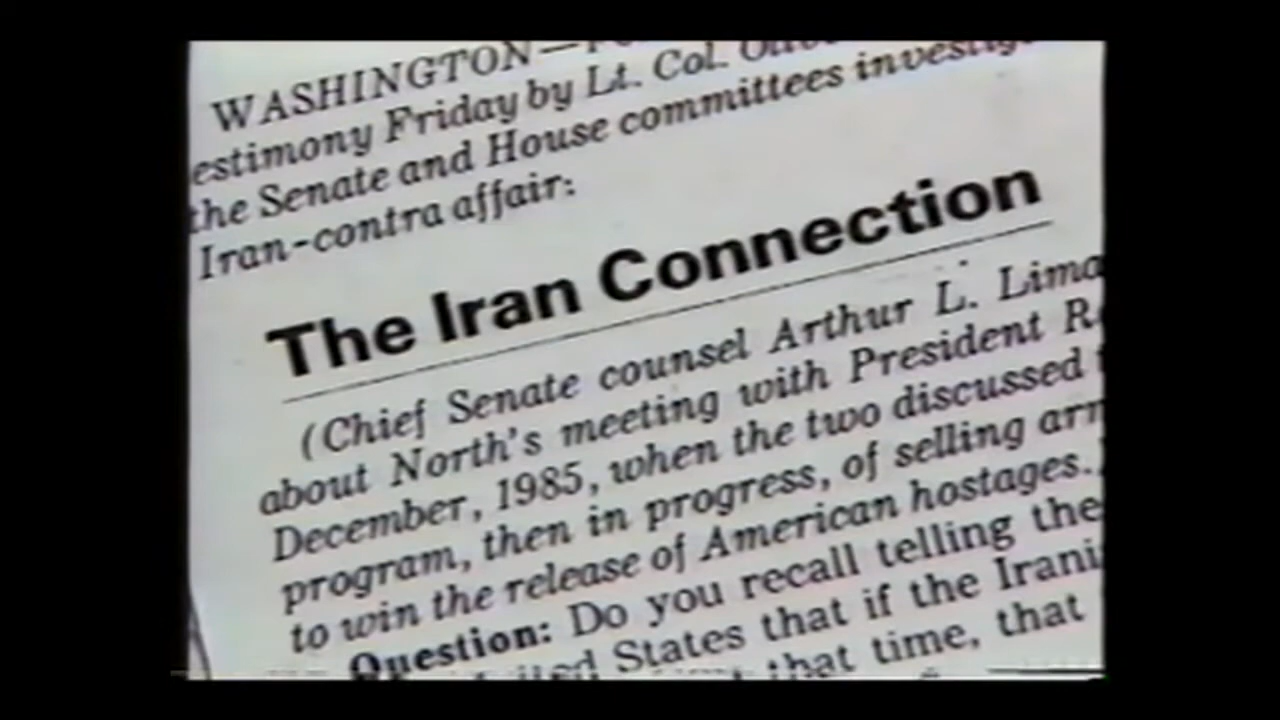 WASHINGTON—
estimony Friday by Lt. Col.
the Senate and House committees
Iran-contra affair:
The Iran Connection
(Chief Senate counsel Arthur L. Lima
about North's meeting with President R
December, 1985, when the two discussed
program, then in progress, of selling arm
to win the release of American hostages.
Question: Do you recall telling the
States that if the Irani
that time, that